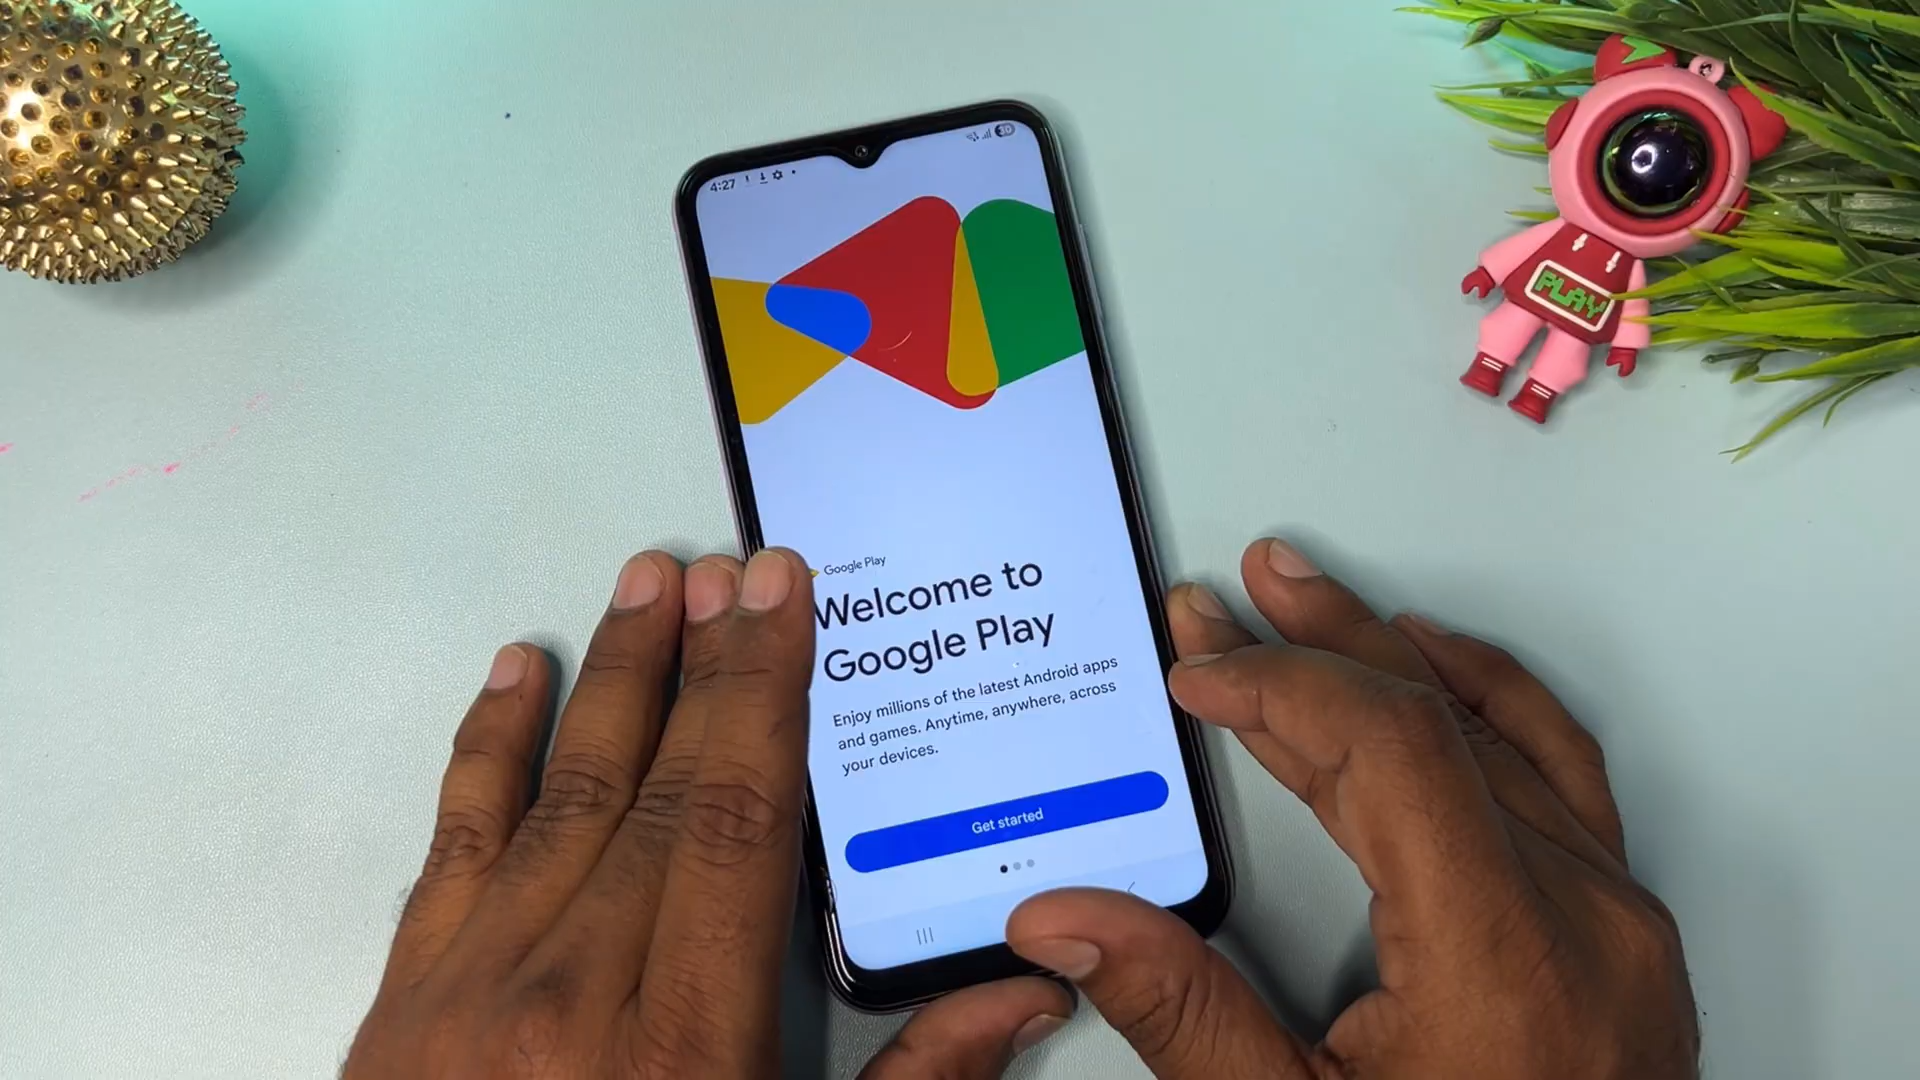 4:27
30
Google Play
Welcome to
Google Play
Enjoy millions of the latest Android apps
and games. Anytime, anywhere, across
your devices.
Get started
PLAY